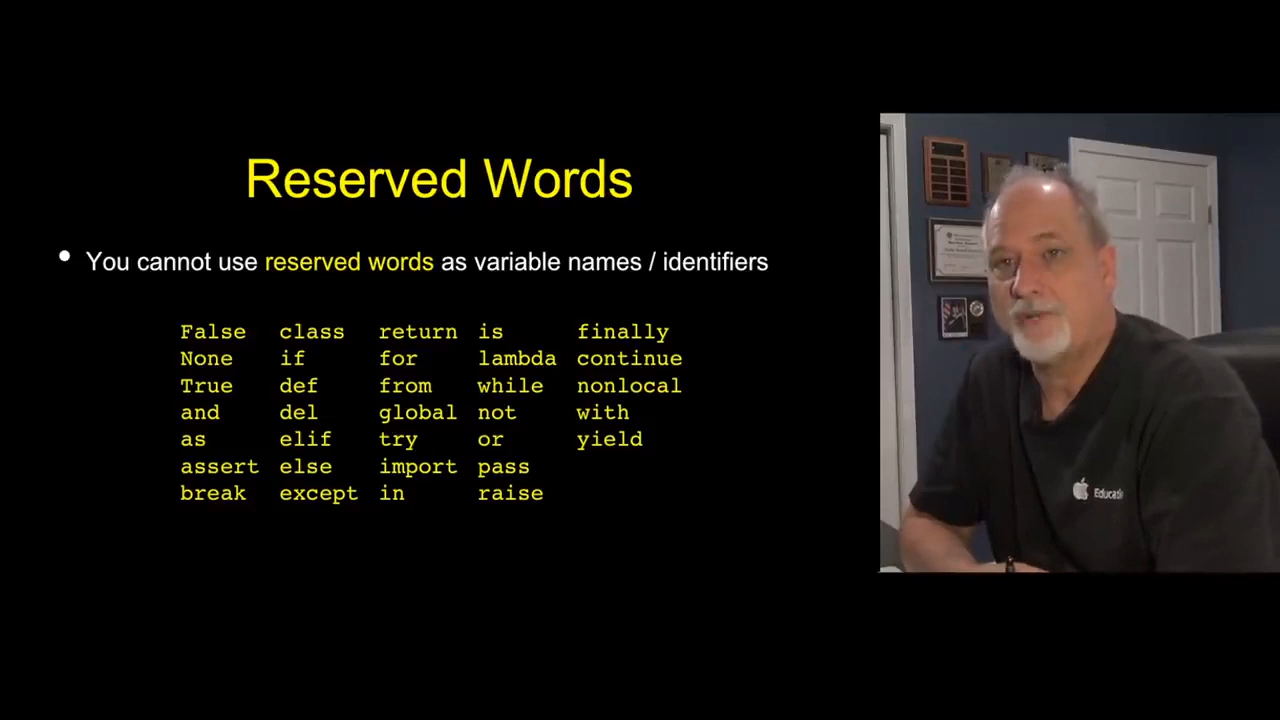 Reserved Words
• You cannot use reserved words as variable names / identifiers
False class return is finally
None if for lambda continue
True def from while nonlocal
and del global not with
as elif try or yield
assert else import pass
break except in raise